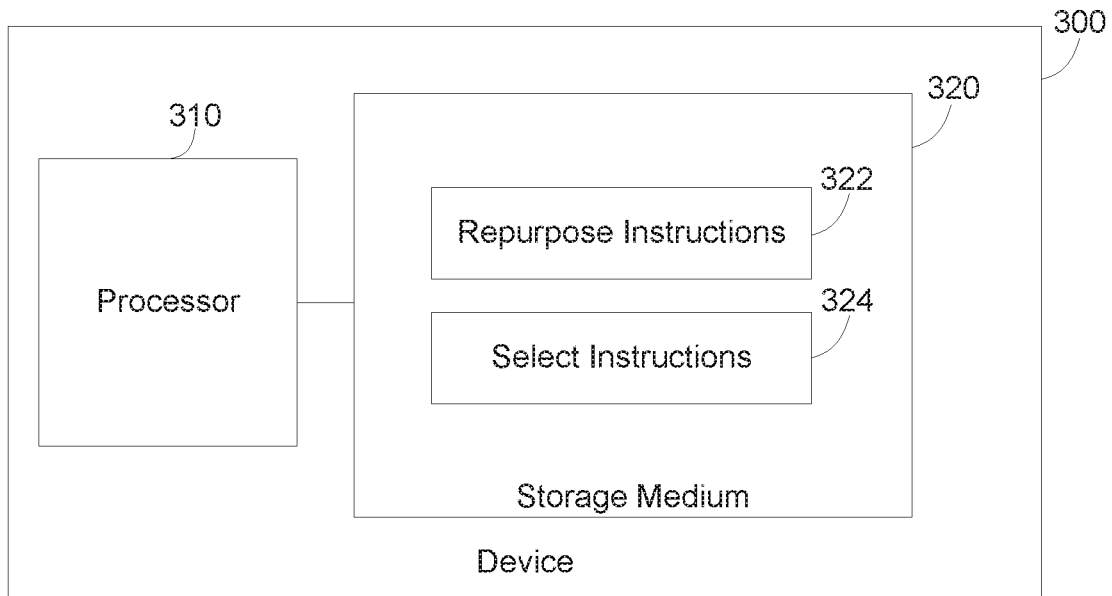 300
320
310
322
Repurpose Instructions
324
Processor
Select Instructions
Storage Medium
Device